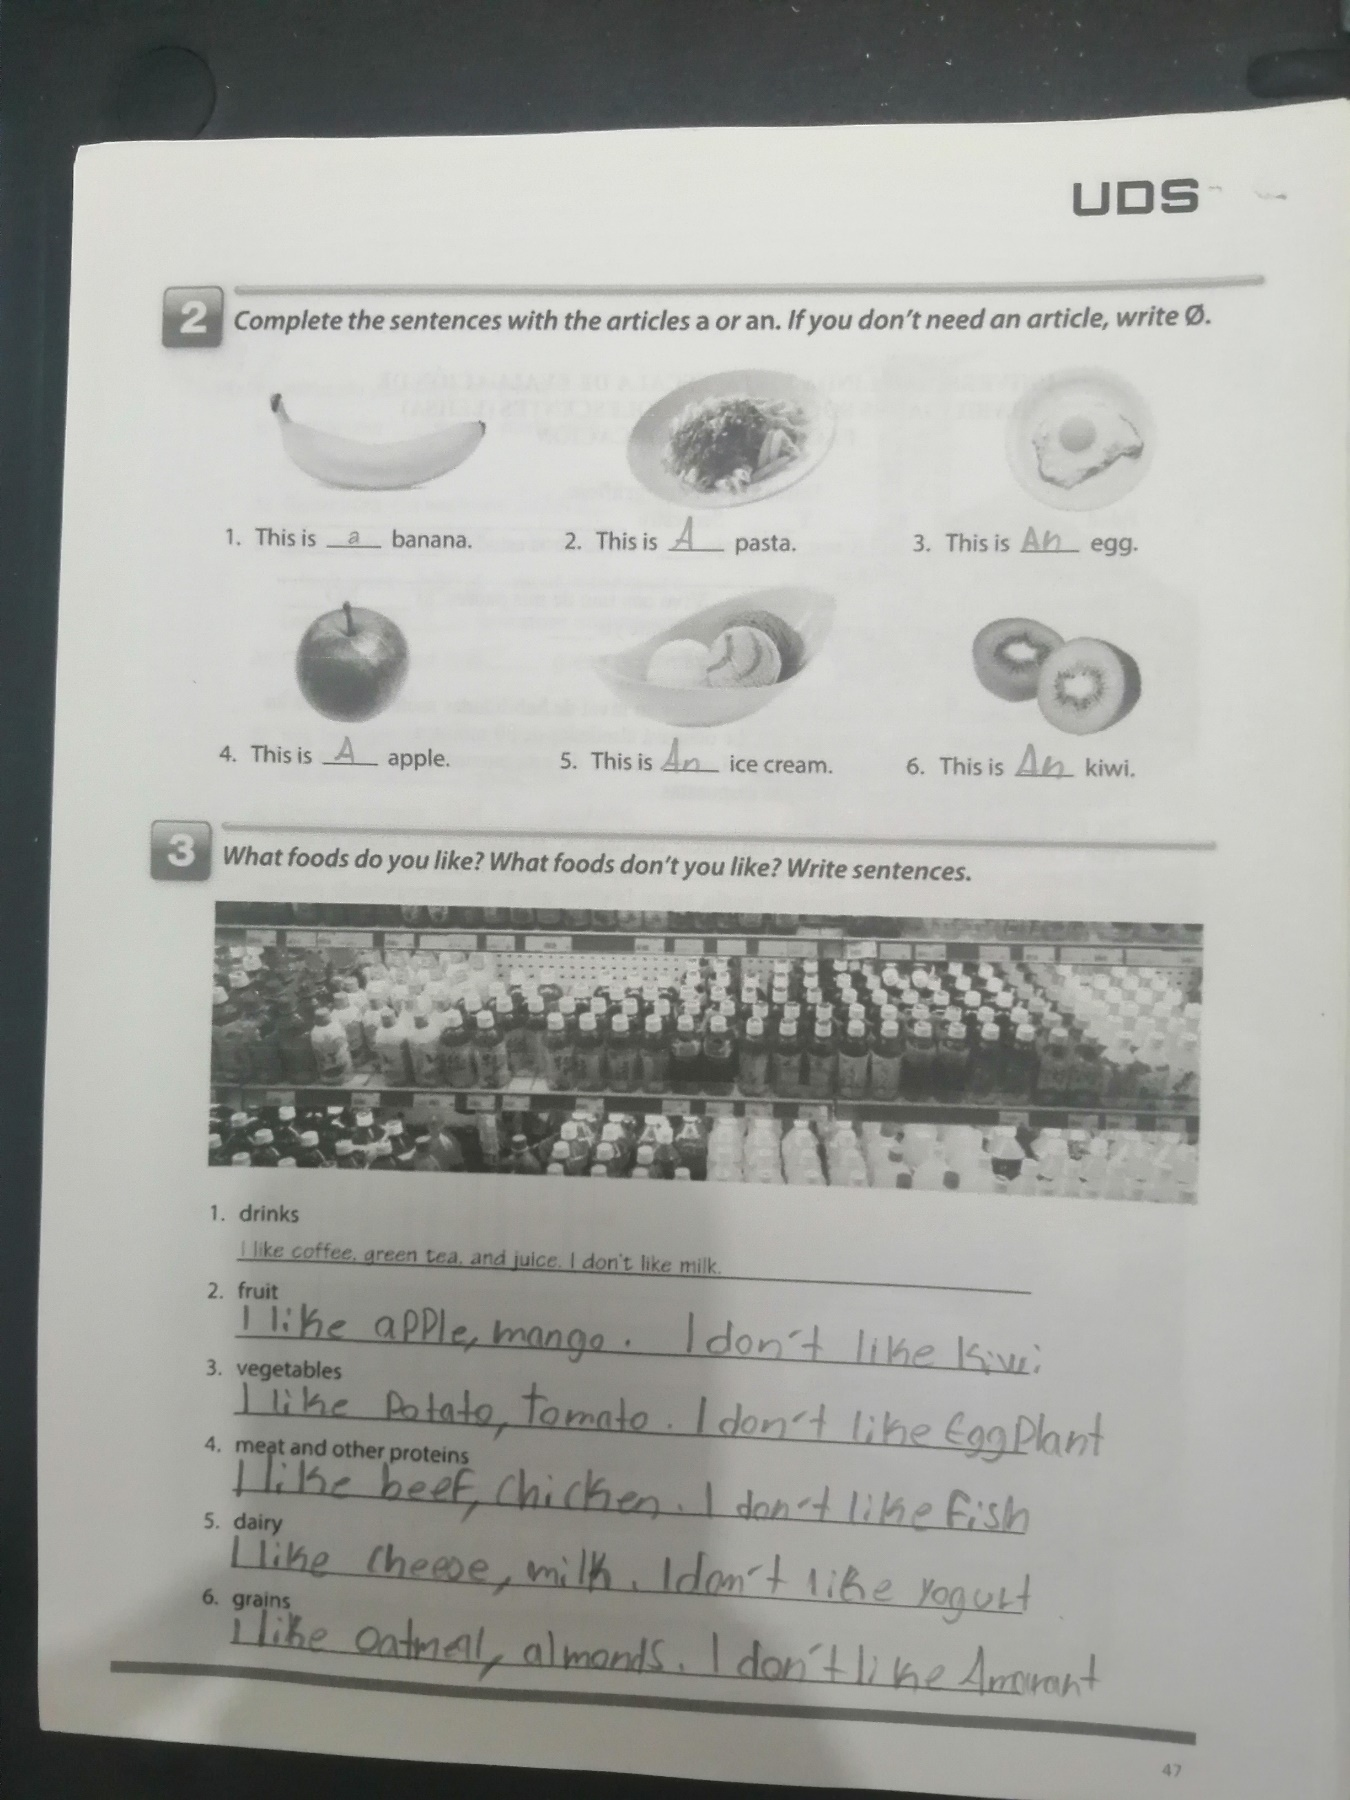 UDS
2 Complete the sentences with the articles a or an. If you don't need an article, write Ø.
1. This is a banana. 2. This is A pasta. 3. This is An egg.
4. This is A apple. 5. This is An ice cream. 6. This is An kiwi.
3 What foods do you like? What foods don't you like? Write sentences.
1. drinks
I like coffee, green tea, and juice. I don't like milk.
2. fruit
I like apple, mango. I don't like kiwi
3. vegetables
I like Potato, tomato. I don't like EggPlant
4. meat and other proteins
I like beef, chicken. I don't like Fish
5. dairy
I like cheese, milk. I don't like yogurt
6. grains
I like oatmeal, almonds. I don't like Amarant
47